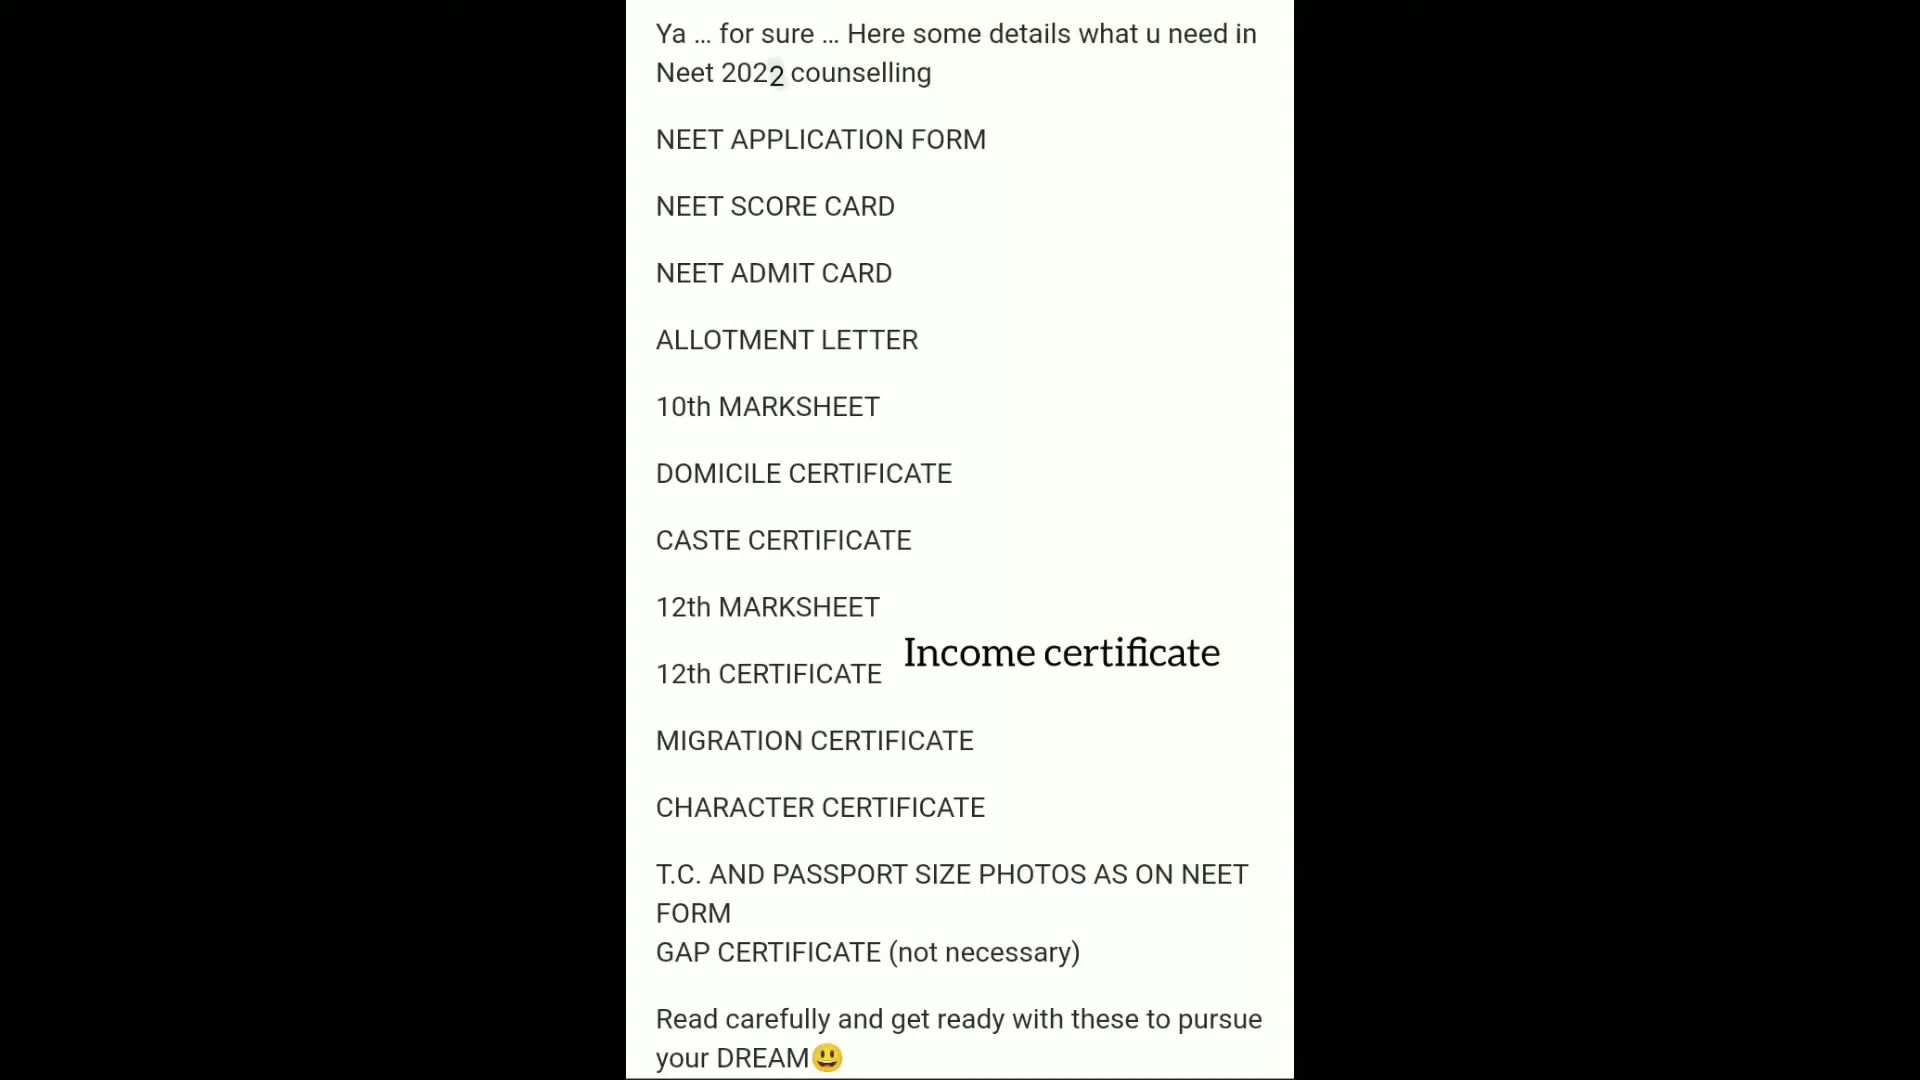 Ya ... for sure ... Here some details what u need in
Neet 2022 counselling
NEET APPLICATION FORM
NEET SCORE CARD
NEET ADMIT CARD
ALLOTMENT LETTER
10th MARKSHEET
DOMICILE CERTIFICATE
CASTE CERTIFICATE
12th MARKSHEET
Income certificate
12th CERTIFICATE
MIGRATION CERTIFICATE
CHARACTER CERTIFICATE
T.C. AND PASSPORT SIZE PHOTOS AS ON NEET
FORM
GAP CERTIFICATE (not necessary)
Read carefully and get ready with these to pursue
your DREAM😃